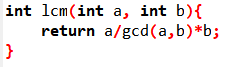 int lcm(int a, int b){
    return a/gcd(a,b)*b;
}